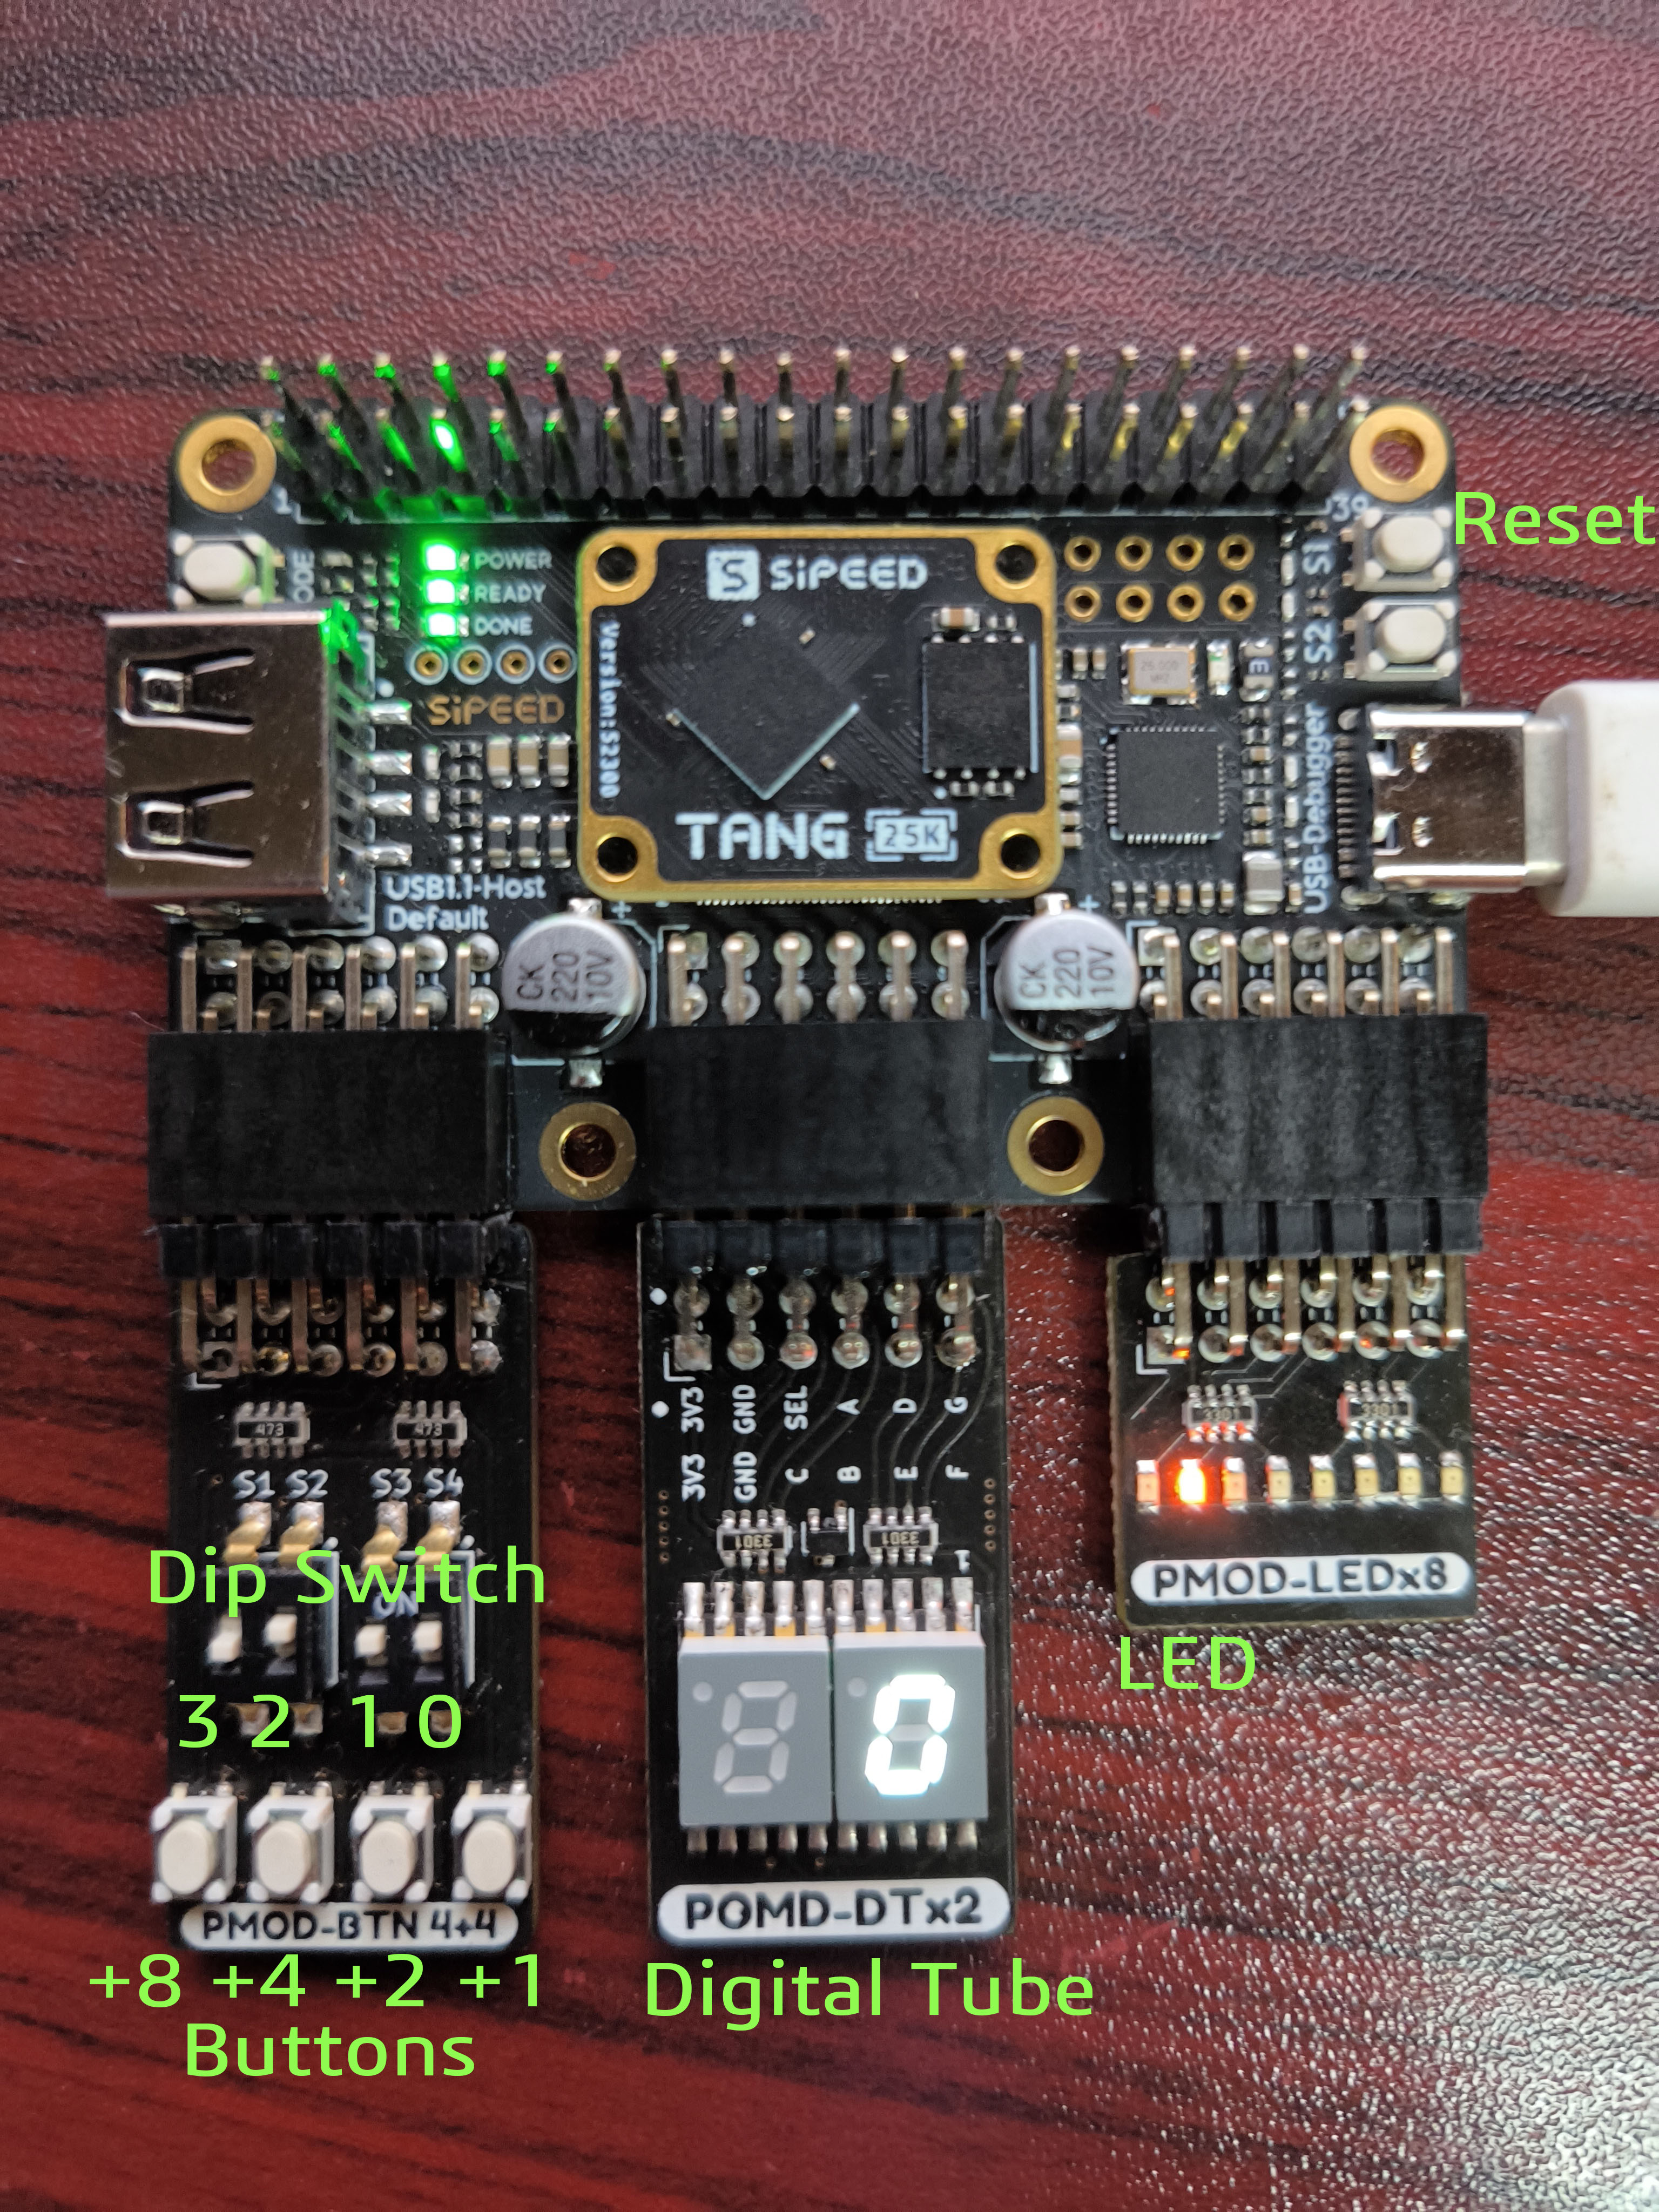 1
39
Reset
POWER
READY
DONE
SiPEED
S1
S2
SiPEED
Version:S2300
TANG 25K
USB-Debugger
USB1.1-Host
Default
CK
220
10V
CK
220
10V
3V3 GND SEL A D G
3V3 GND C B E F
473
473
3301
3301
S1 S2 S3 S4
3301
3301
1
Dip Switch
ON
3 2 1 0
PMOD-LEDx8
LED
PMOD-BTN 4+4
POMD-DTx2
0
+8 +4 +2 +1
Buttons
Digital Tube